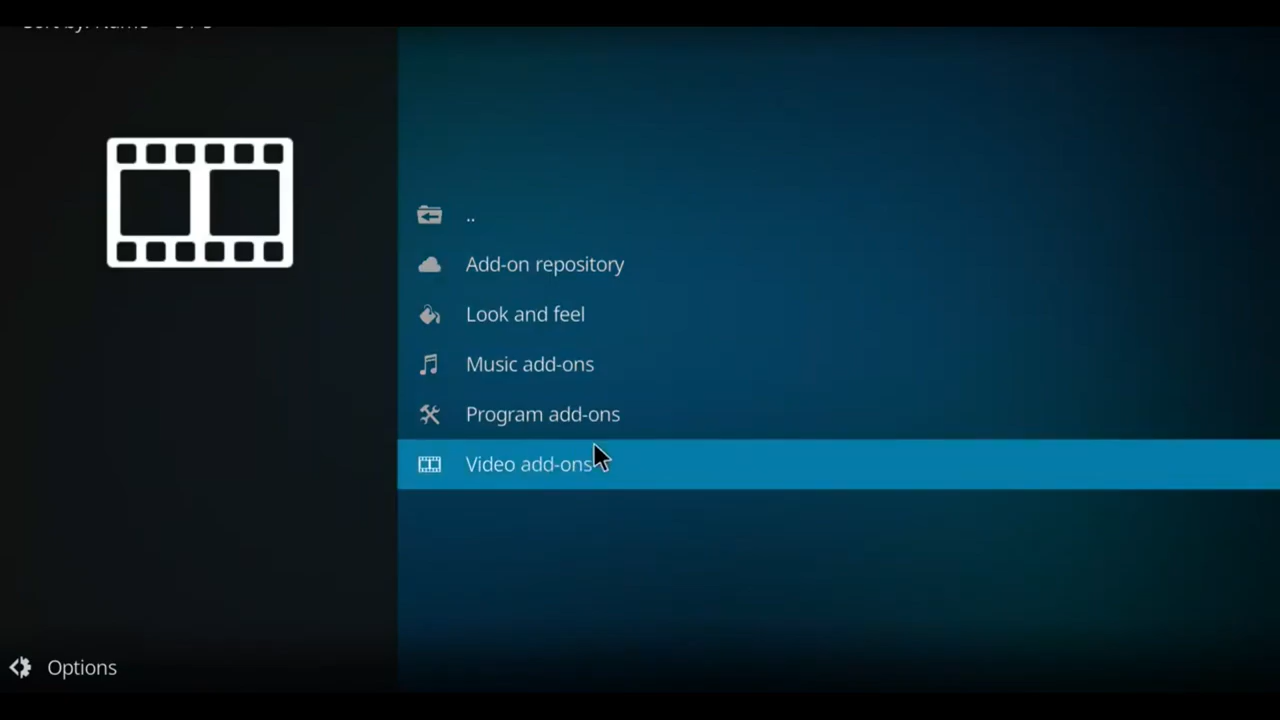 ..
Add-on repository
Look and feel
Music add-ons
Program add-ons
Video add-ons
Options